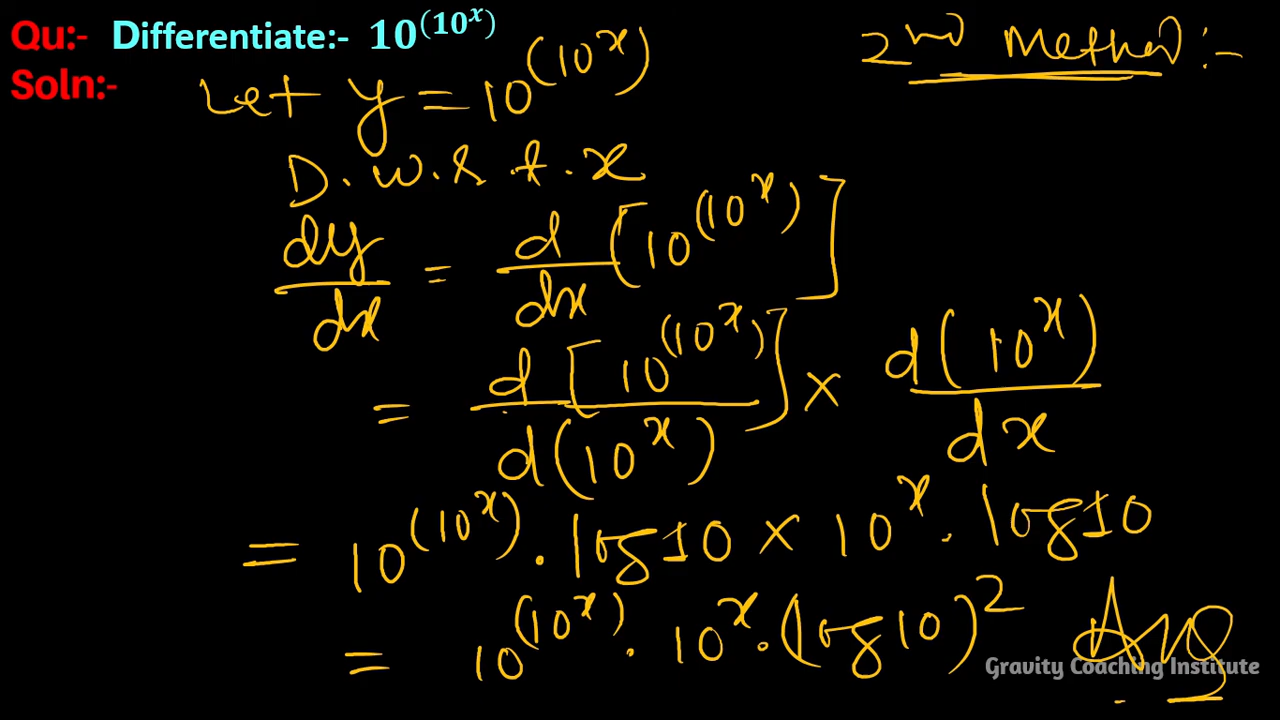 Qu:- Differentiate:- 10^(10^x)
2nd Method:-
Soln:- Let y = 10^(10^x)
D.w.r.t.x
dy/dx = d/dx [10^(10^x)]
= d[10^(10^x)]/d(10^x) × d(10^x)/dx
= 10^(10^x) . log10 × 10^x . log10
= 10^(10^x) . 10^x . (log10)^2 Ans
Gravity Coaching Institute